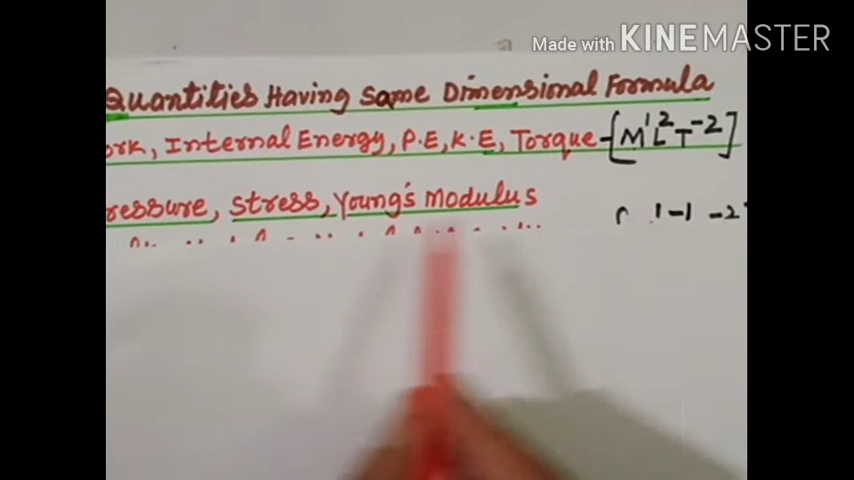 Made with KINEMASTER
Quantities Having Same Dimensional Formula
ork, Internal Energy, P.E, K.E, Torque-[M¹L²T⁻²]
ressure, Stress, Young's Modulus